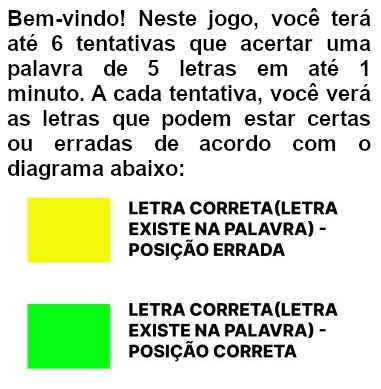 Bem-vindo! Neste jogo, você terá
até 6 tentativas que acertar uma
palavra de 5 letras em até 1
minuto. A cada tentativa, você verá
as letras que podem estar certas
ou erradas de acordo com o
diagrama abaixo:
LETRA CORRETA(LETRA
EXISTE NA PALAVRA) -
POSIÇÃO ERRADA
LETRA CORRETA(LETRA
EXISTE NA PALAVRA) -
POSIÇÃO CORRETA